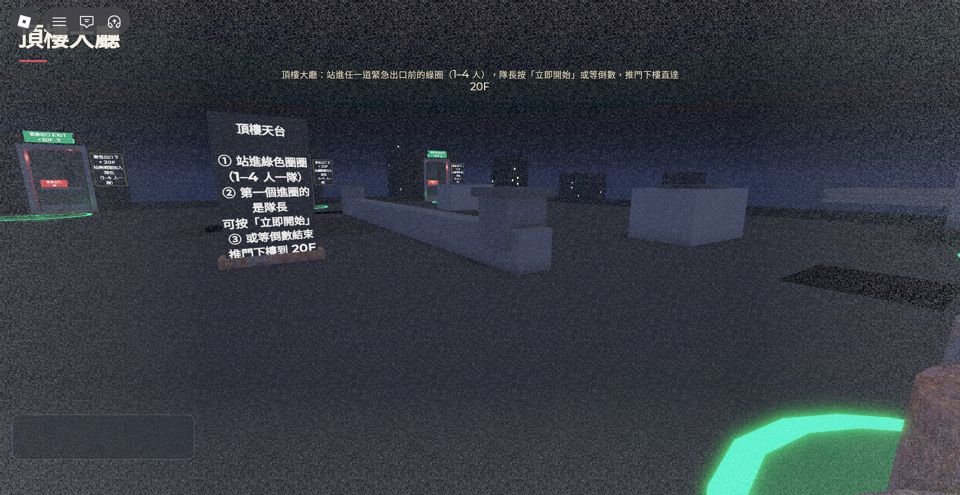 頂樓大廳
頂樓大廳：站進任一道緊急出口前的綠圈（1–4 人），隊長按「立即開始」或等倒數，推門下樓直達
20F
頂樓天台
① 站進綠色圈圈
（1–4 人一隊）
② 第一個進圈的
是隊長
可按「立即開始」
③ 或等倒數結束
推門下樓到 20F